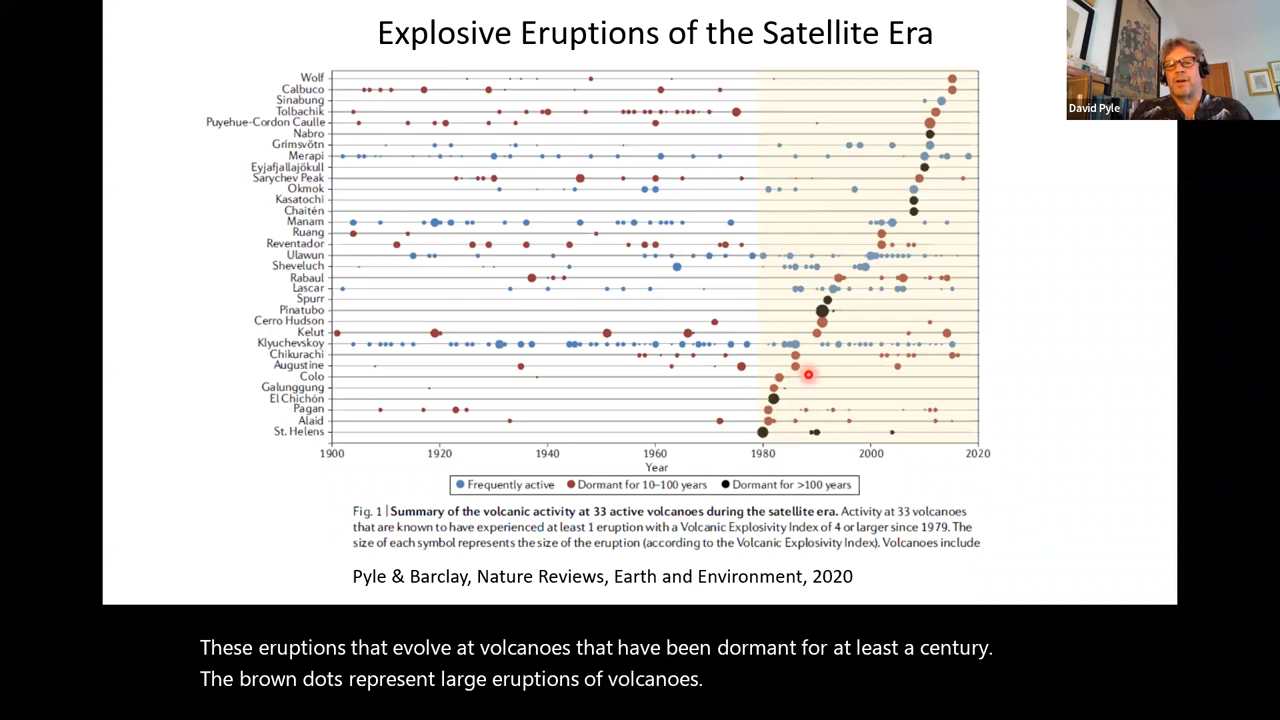 Explosive Eruptions of the Satellite Era
David Pyle
Wolf
Calbuco
Sinabung
Tolbachik
Puyehue-Cordon Caulle
Nabro
Grímsvötn
Merapi
Eyjafjallajökull
Sarychev Peak
Okmok
Kasatochi
Chaitén
Manam
Ruang
Reventador
Ulawun
Sheveluch
Rabaul
Lascar
Spurr
Pinatubo
Cerro Hudson
Kelut
Klyuchevskoy
Chikurachi
Augustine
Colo
Galunggung
El Chichón
Pagan
Alaid
St. Helens
1900 1920 1940 1960 1980 2000 2020
Year
Frequently active Dormant for 10–100 years Dormant for >100 years
Fig. 1 | Summary of the volcanic activity at 33 active volcanoes during the satellite era. Activity at 33 volcanoes
that are known to have experienced at least 1 eruption with a Volcanic Explosivity Index of 4 or larger since 1979. The
size of each symbol represents the size of the eruption (according to the Volcanic Explosivity Index). Volcanoes include
Pyle & Barclay, Nature Reviews, Earth and Environment, 2020
These eruptions that evolve at volcanoes that have been dormant for at least a century.
The brown dots represent large eruptions of volcanoes.